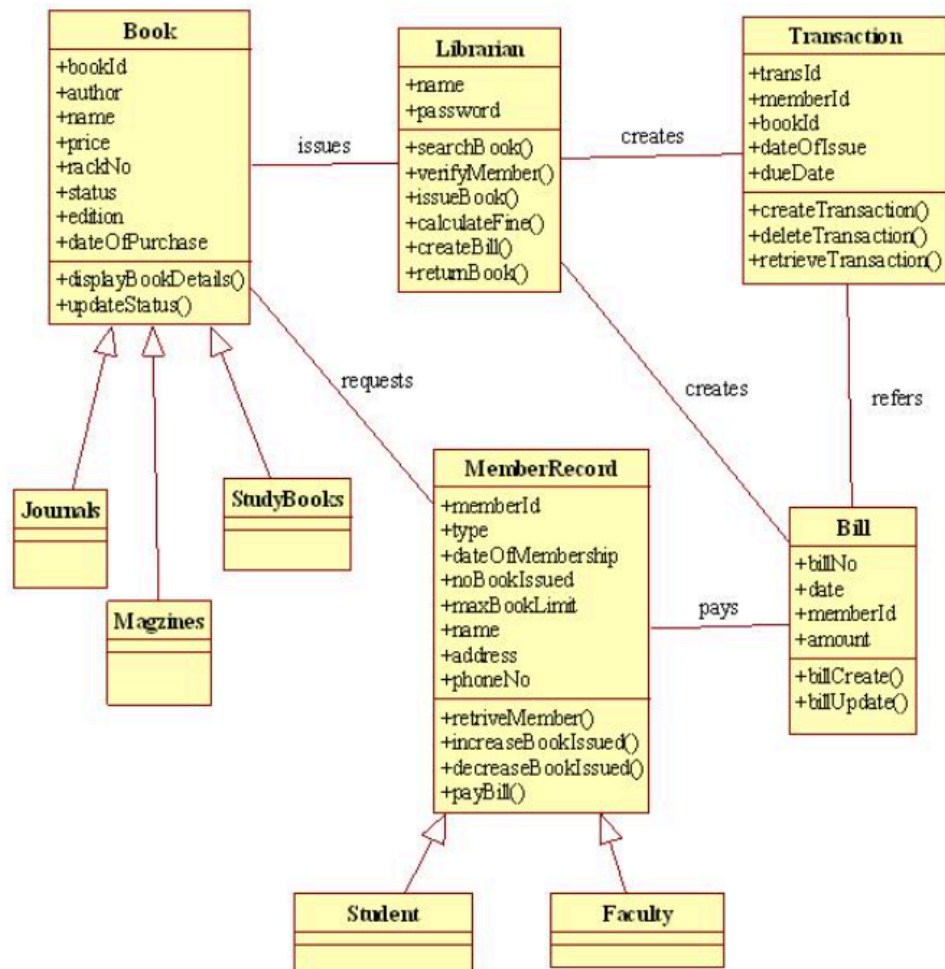 Book
+bookId
+author
+name
+price
+rackNo
+status
+edition
+dateOfPurchase
+displayBookDetails()
+updateStatus()
issues
Librarian
+name
+password
+searchBook()
+verifyMember()
+issueBook()
+calculateFine()
+createBill()
+returnBook()
creates
Transaction
+transId
+memberId
+bookId
+dateOfIssue
+dueDate
+createTransaction()
+deleteTransaction()
+retrieveTransaction()
requests
creates
refers
Journals
StudyBooks
Magzines
MemberRecord
+memberId
+type
+dateOfMembership
+noBookIssued
+maxBookLimit
+name
+address
+phoneNo
+retriveMember()
+increaseBookIssued()
+decreaseBookIssued()
+payBill()
pays
Bill
+billNo
+date
+memberId
+amount
+billCreate()
+billUpdate()
Student
Faculty